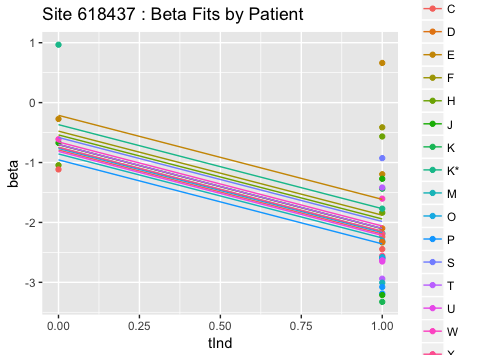 Site 618437 : Beta Fits by Patient
1
0
-1
-2
-3
beta
0.00 0.25 0.50 0.75 1.00
tInd
C
D
E
F
H
J
K
K*
M
O
P
S
T
U
W